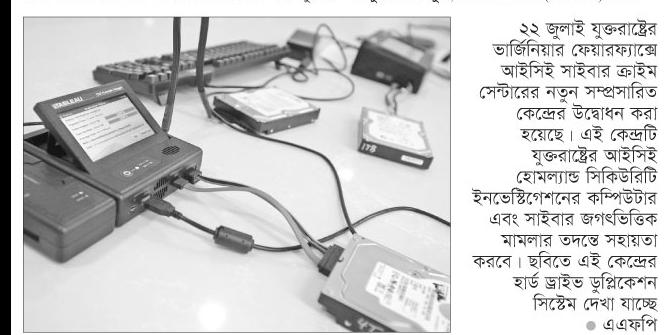 TABLEAU
২২ জুলাই যুক্তরাষ্ট্রের
ভার্জিনিয়ার ফেয়ারফ্যাক্সে
আইসিই সাইবার ক্রাইম
সেন্টারের নতুন সম্প্রসারিত
কেন্দ্রের উদ্বোধন করা
হয়েছে। এই কেন্দ্রটি
যুক্তরাষ্ট্রের আইসিই
হোমল্যান্ড সিকিউরিটি
ইনভেস্টিগেশনের কম্পিউটার
এবং সাইবার জগৎভিত্তিক
মামলার তদন্তে সহায়তা
করবে। ছবিতে এই কেন্দ্রের
হার্ড ড্রাইভ ডুপ্লিকেশন
সিস্টেম দেখা যাচ্ছে
● এএফপি